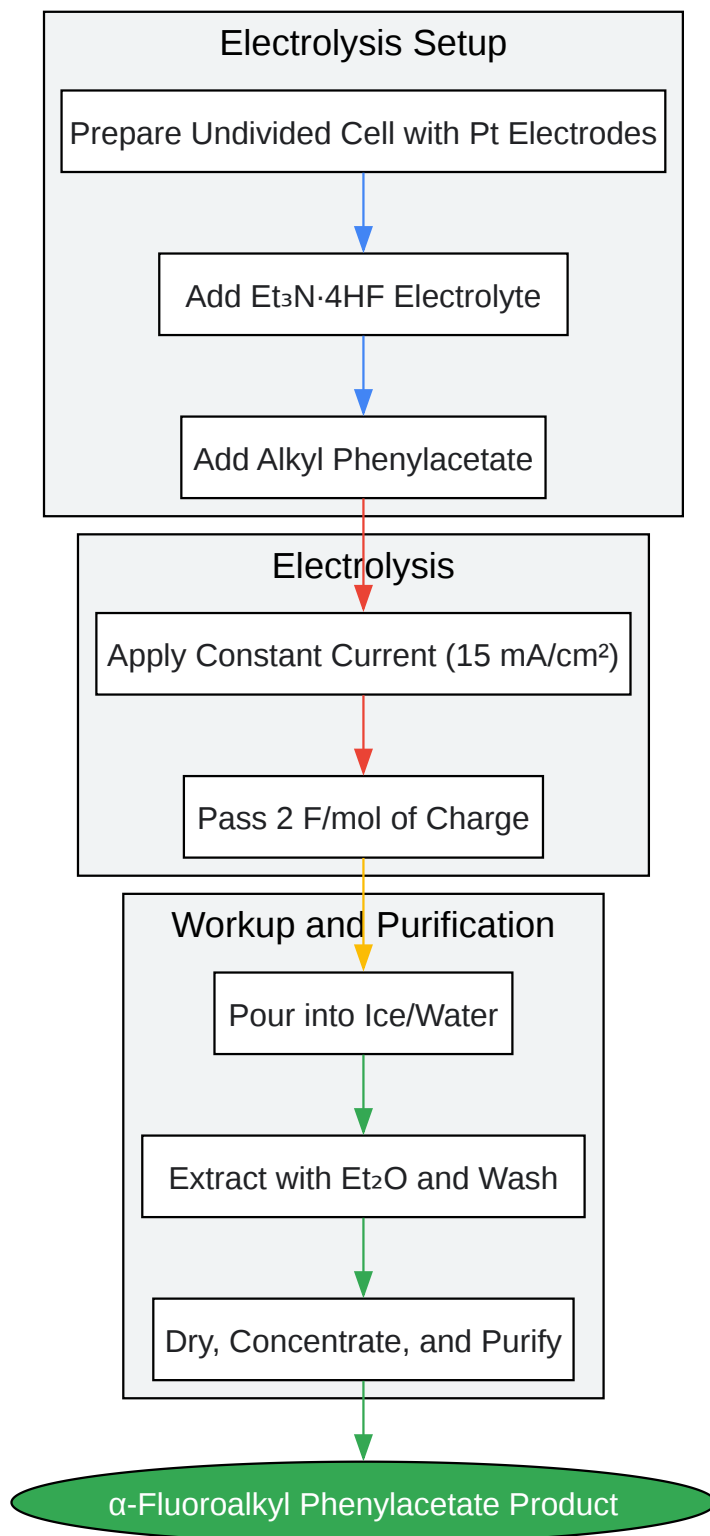 Electrolysis Setup
Prepare Undivided Cell with Pt Electrodes
Add Et₃N·4HF Electrolyte
Add Alkyl Phenylacetate
Electrolysis
Apply Constant Current (15 mA/cm²)
Pass 2 F/mol of Charge
Workup and Purification
Pour into Ice/Water
Extract with Et₂O and Wash
Dry, Concentrate, and Purify
α-Fluoroalkyl Phenylacetate Product